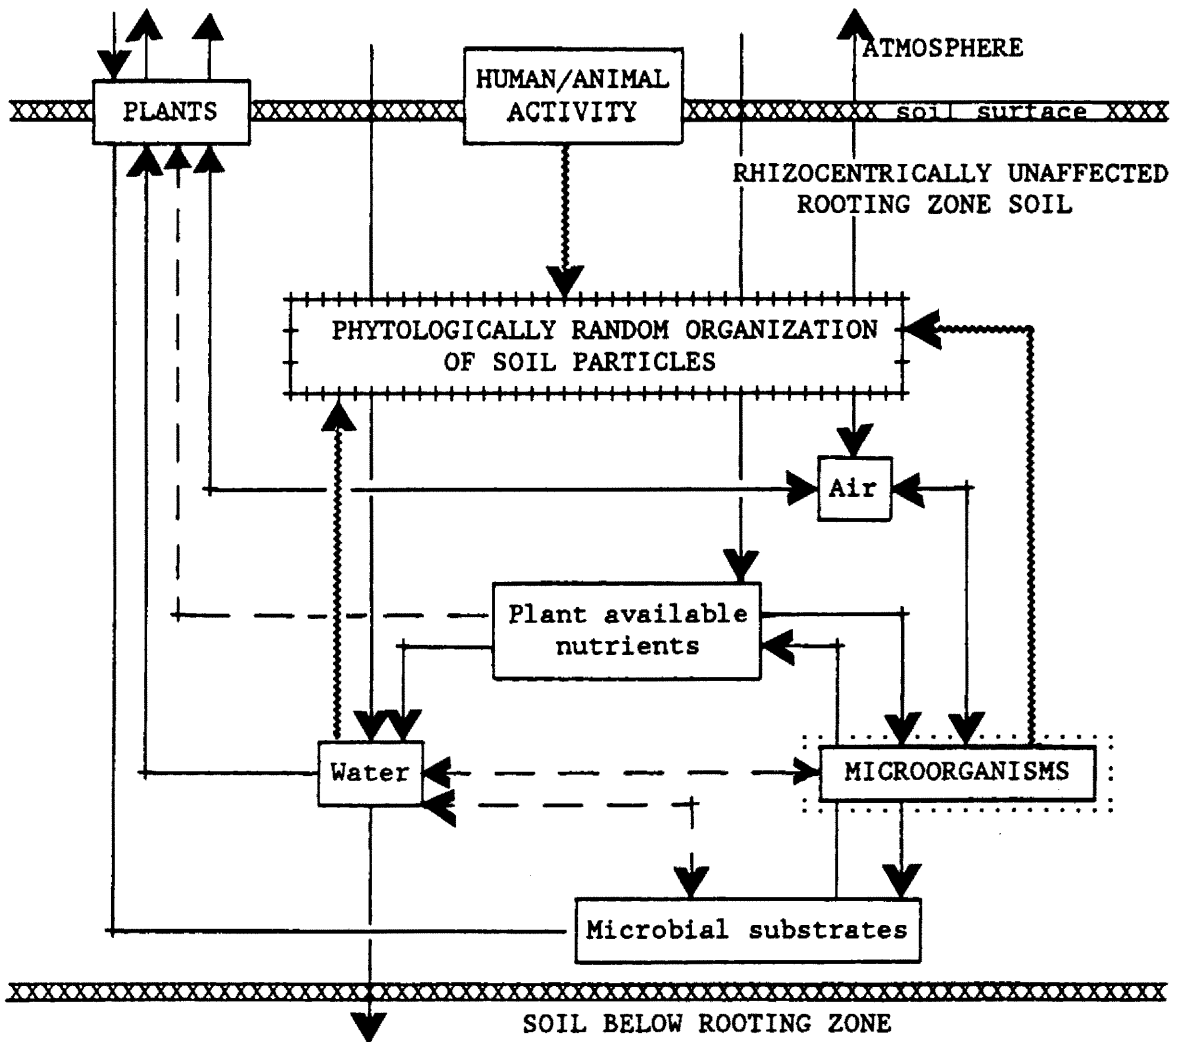 ATMOSPHERE
HUMAN/ANIMAL
ACTIVITY
PLANTS
soil surface
RHIZOCENTRICALLY UNAFFECTED
ROOTING ZONE SOIL
PHYTOLOGICALLY RANDOM ORGANIZATION
OF SOIL PARTICLES
Air
Plant available
nutrients
Water
MICROORGANISMS
Microbial substrates
SOIL BELOW ROOTING ZONE